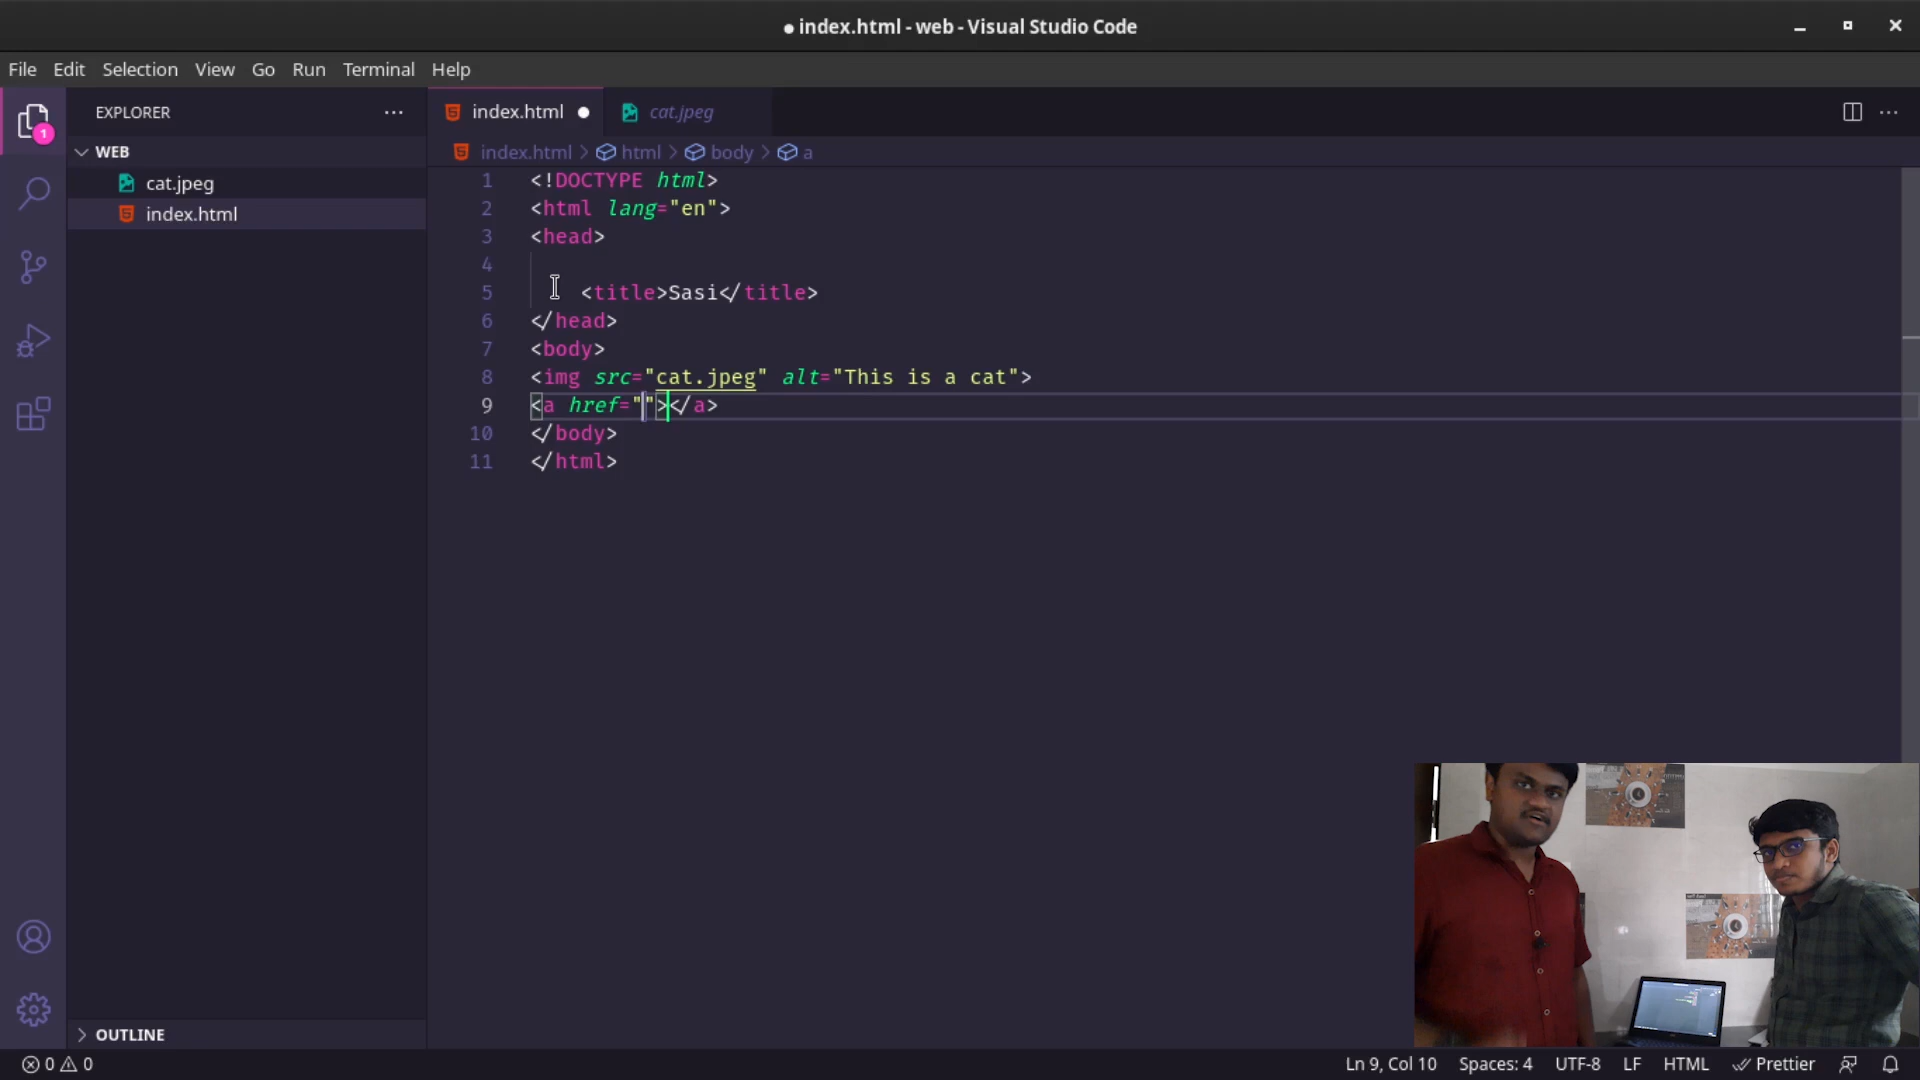 ● index.html - web - Visual Studio Code
File Edit Selection View Go Run Terminal Help
EXPLORER
index.html
cat.jpeg
1
WEB
index.html > html > body > a
cat.jpeg
index.html
1 <!DOCTYPE html>
2 <html lang="en">
3 <head>
4
5 <title>Sasi</title>
6 </head>
7 <body>
8 <img src="cat.jpeg" alt="This is a cat">
9 <a href=""></a>
10 </body>
11 </html>
OUTLINE
0 0
Ln 9, Col 10 Spaces: 4 UTF-8 LF HTML Prettier